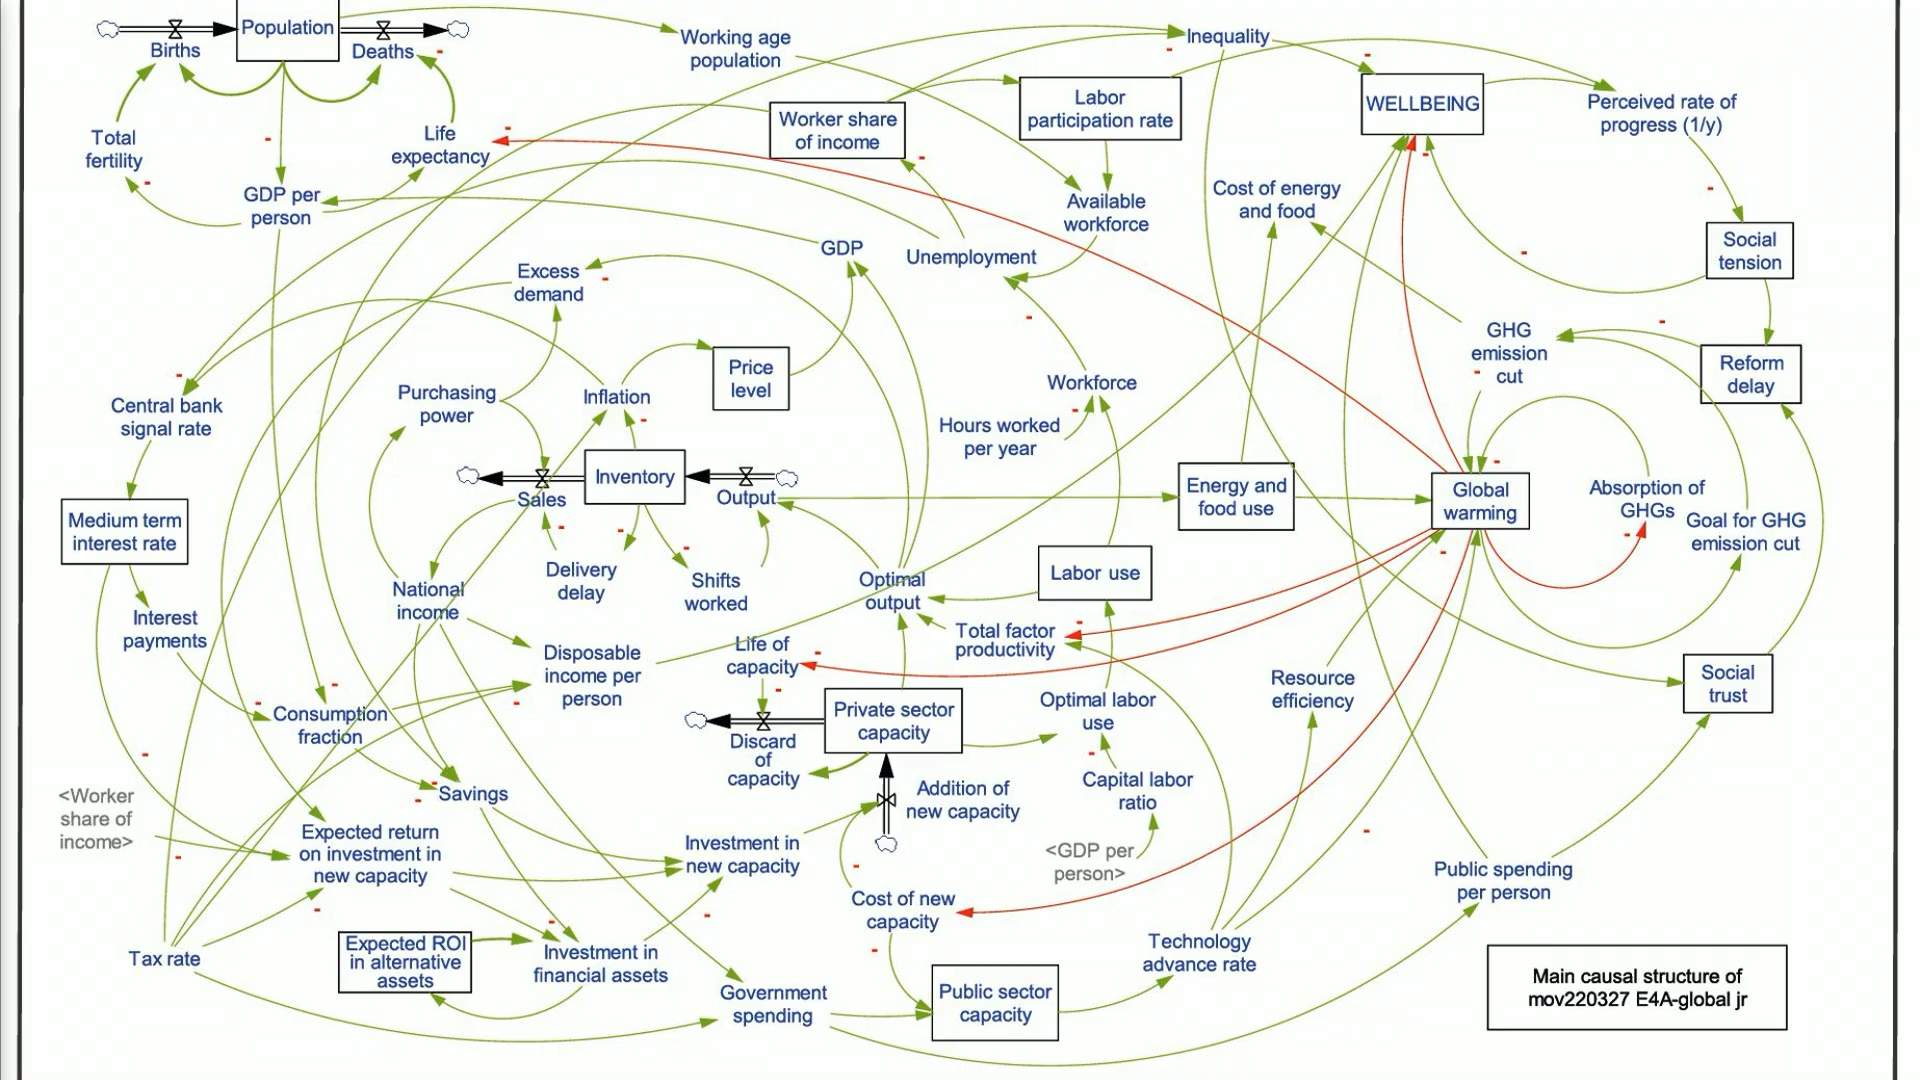 Population
Births
Deaths
-
Working age
population
Inequality
-
-
WELLBEING
Perceived rate of
progress (1/y)
Labor
participation rate
Worker share
of income
Total
fertility
-
Life
expectancy
-
-
GDP per
person
-
-
Available
workforce
Cost of energy
and food
-
-
Social
tension
-
GDP
Unemployment
Excess
demand
-
-
GHG
emission
cut
-
-
Reform
delay
Price
level
-
Central bank
signal rate
Purchasing
power
Inflation
-
Workforce
-
Hours worked
per year
Inventory
Sales
Output
Energy and
food use
-
Global
warming
Absorption of
GHGs
-
Goal for GHG
emission cut
Medium term
interest rate
-
-
-
Delivery
delay
Shifts
worked
Optimal
output
Labor use
-
National
income
Interest
payments
Total factor
productivity
-
Life of
capacity
-
-
Disposable
income per
person
-
Resource
efficiency
Social
trust
-
-
Consumption
fraction
Private sector
capacity
Optimal labor
use
-
Discard
of
capacity
-
-
-
Savings
Addition of
new capacity
Capital labor
ratio
<Worker
share of
income>
-
Expected return
on investment in
new capacity
-
Investment in
new capacity
-
<GDP per
person>
-
Public spending
per person
Cost of new
capacity
-
-
-
Tax rate
Expected ROI
in alternative
assets
Investment in
financial assets
Technology
advance rate
Government
spending
Public sector
capacity
Main causal structure of
mov220327 E4A-global jr